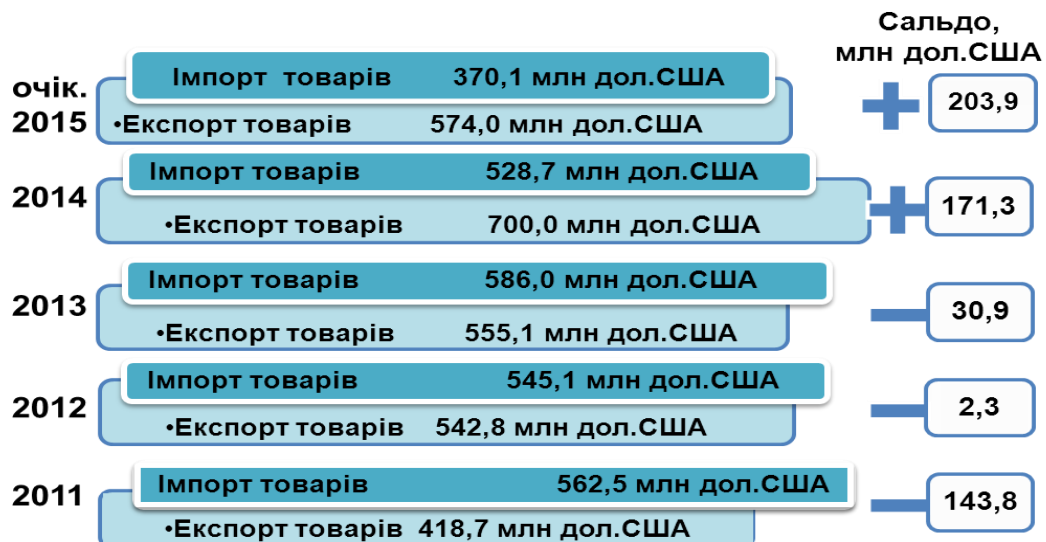 Сальдо,
млн дол.США
очік.
2015
Імпорт товарів 370,1 млн дол.США
•Експорт товарів 574,0 млн дол.США
203,9
2014
Імпорт товарів 528,7 млн дол.США
•Експорт товарів 700,0 млн дол.США
171,3
2013
Імпорт товарів 586,0 млн дол.США
•Експорт товарів 555,1 млн дол.США
30,9
2012
Імпорт товарів 545,1 млн дол.США
•Експорт товарів 542,8 млн дол.США
2,3
2011
Імпорт товарів 562,5 млн дол.США
•Експорт товарів 418,7 млн дол.США
143,8